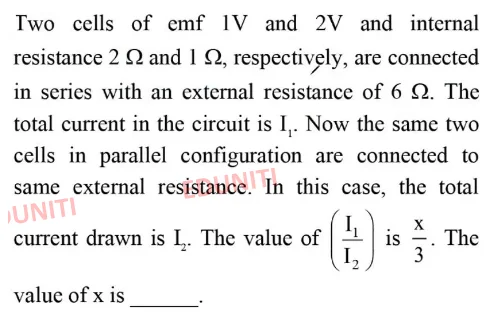 Two cells of emf 1V and 2V and internal
resistance 2 Ω and 1 Ω, respectively, are connected
in series with an external resistance of 6 Ω. The
total current in the circuit is I₁. Now the same two
cells in parallel configuration are connected to
same external resistance. In this case, the total
current drawn is I₂. The value of (I₁/I₂) is x/3. The
value of x is ______.
EDUNITI
DUNITI